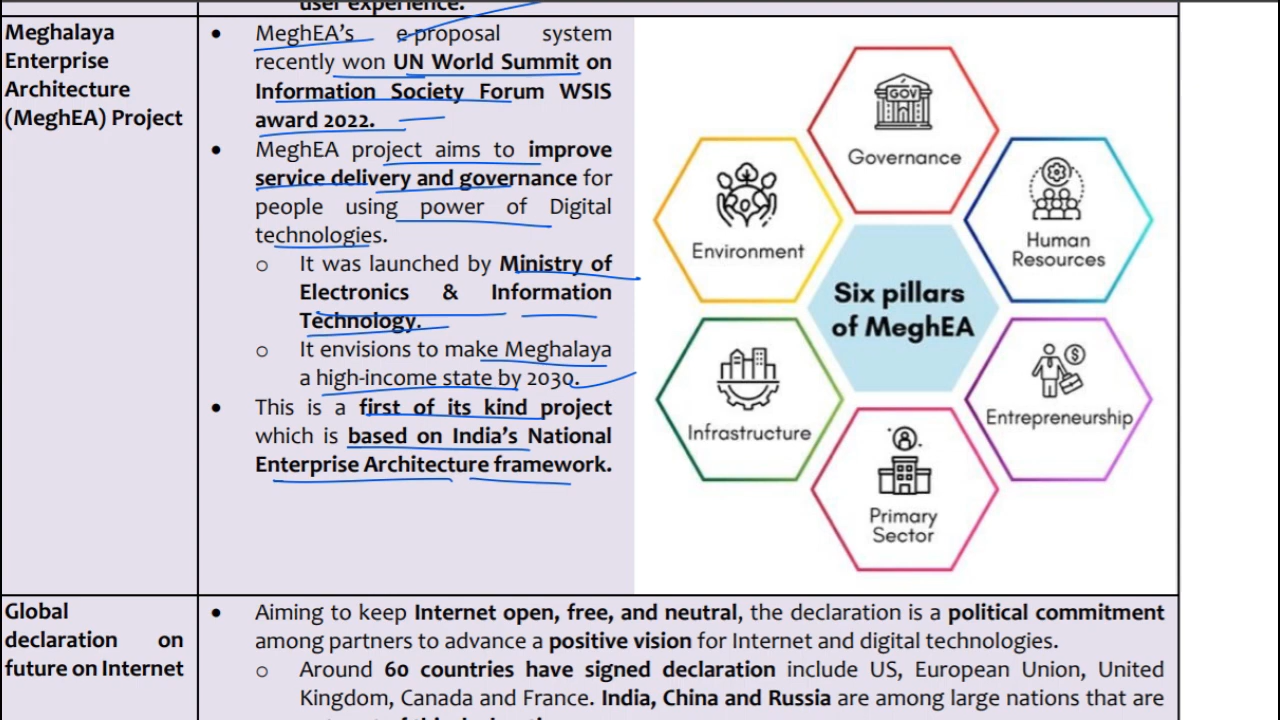 user experience.
Meghalaya
Enterprise
Architecture
(MeghEA) Project
• MeghEA's e-proposal system
recently won UN World Summit on
Information Society Forum WSIS
award 2022.
• MeghEA project aims to improve
service delivery and governance for
people using power of Digital
technologies.
o It was launched by Ministry of
Electronics & Information
Technology.
o It envisions to make Meghalaya
a high-income state by 2030.
• This is a first of its kind project
which is based on India's National
Enterprise Architecture framework.
GOV
Governance
Environment
Human
Resources
Six pillars
of MeghEA
Infrastructure
Entrepreneurship
Primary
Sector
Global
declaration on
future on Internet
• Aiming to keep Internet open, free, and neutral, the declaration is a political commitment
among partners to advance a positive vision for Internet and digital technologies.
o Around 60 countries have signed declaration include US, European Union, United
Kingdom, Canada and France. India, China and Russia are among large nations that are